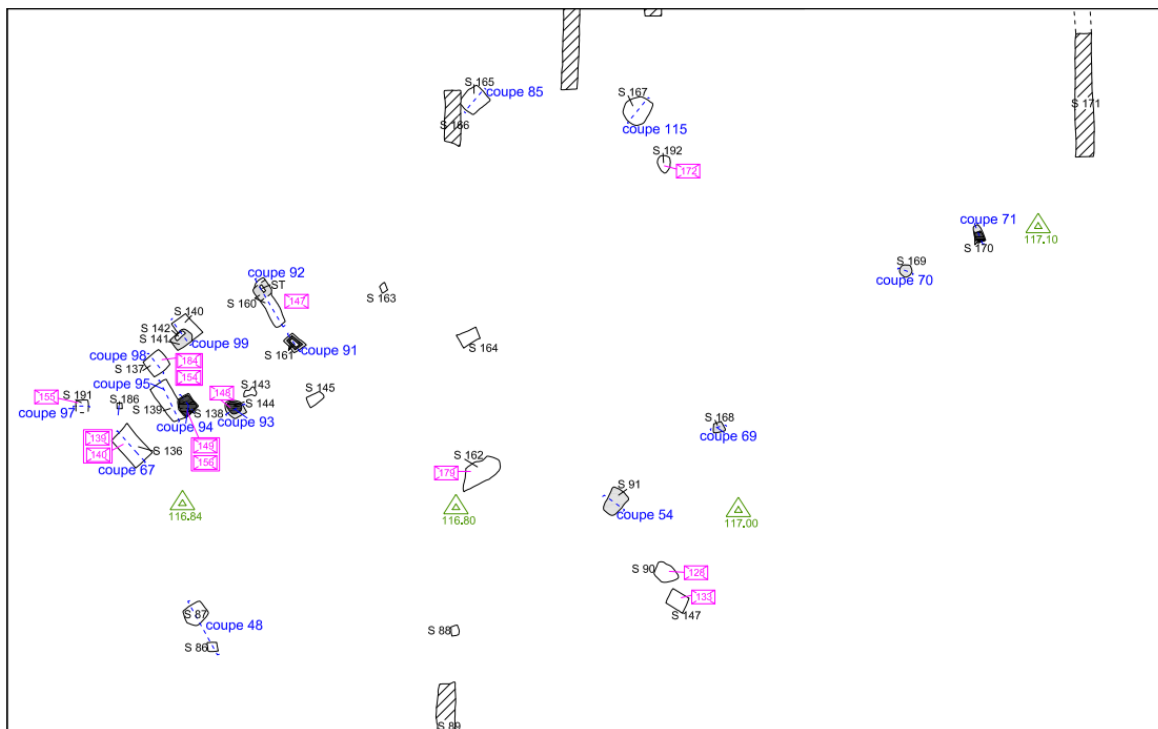 S 165
coupe 85
S 166
S 167
coupe 115
S 192
172
S 171
coupe 71
S 170
117.10
S 169
coupe 70
coupe 92
ST
S 160
147
S 163
S 140
S 142
S 141
coupe 99
S 161
coupe 91
S 164
coupe 98
S 137
184
154
coupe 95
155
S 191
coupe 97
S 186
S 139
S 138
coupe 94
148
S 143
S 144
coupe 93
S 145
139
140
S 136
coupe 67
149
156
S 168
coupe 69
S 162
179
S 91
coupe 54
116.84
116.80
117.00
S 90
128
133
S 147
S 87
coupe 48
S 86
S 88
S 89